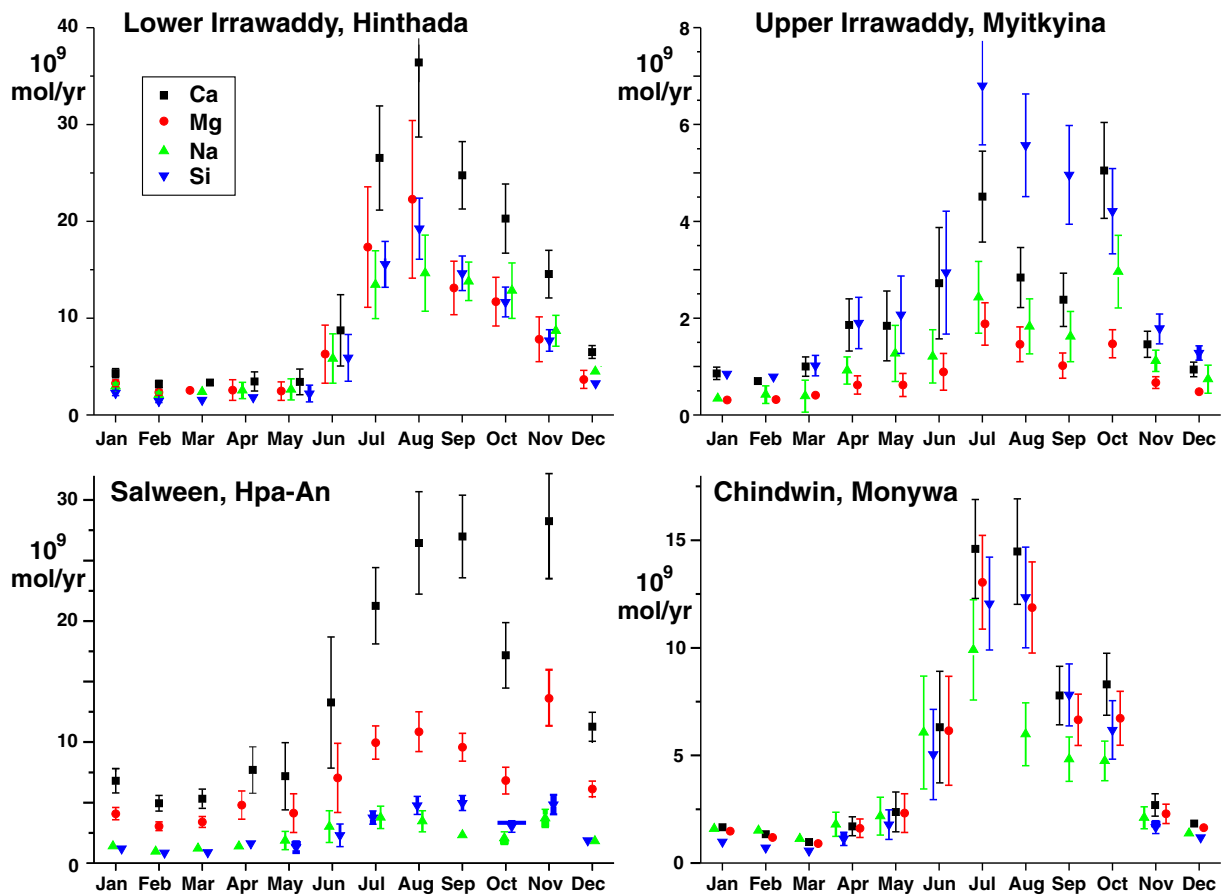 Lower Irrawaddy, Hinthada
40
10⁹
mol/yr
30
20
10
0
Ca
Mg
Na
Si
Jan Feb Mar Apr May Jun Jul Aug Sep Oct Nov Dec
Upper Irrawaddy, Myitkyina
8
10⁹
mol/yr
6
4
2
0
Jan Feb Mar Apr May Jun Jul Aug Sep Oct Nov Dec
Salween, Hpa-An
30
10⁹
mol/yr
20
10
0
Jan Feb Mar Apr May Jun Jul Aug Sep Oct Nov Dec
Chindwin, Monywa
15
10⁹
mol/yr
10
5
0
Jan Feb Mar Apr May Jun Jul Aug Sep Oct Nov Dec